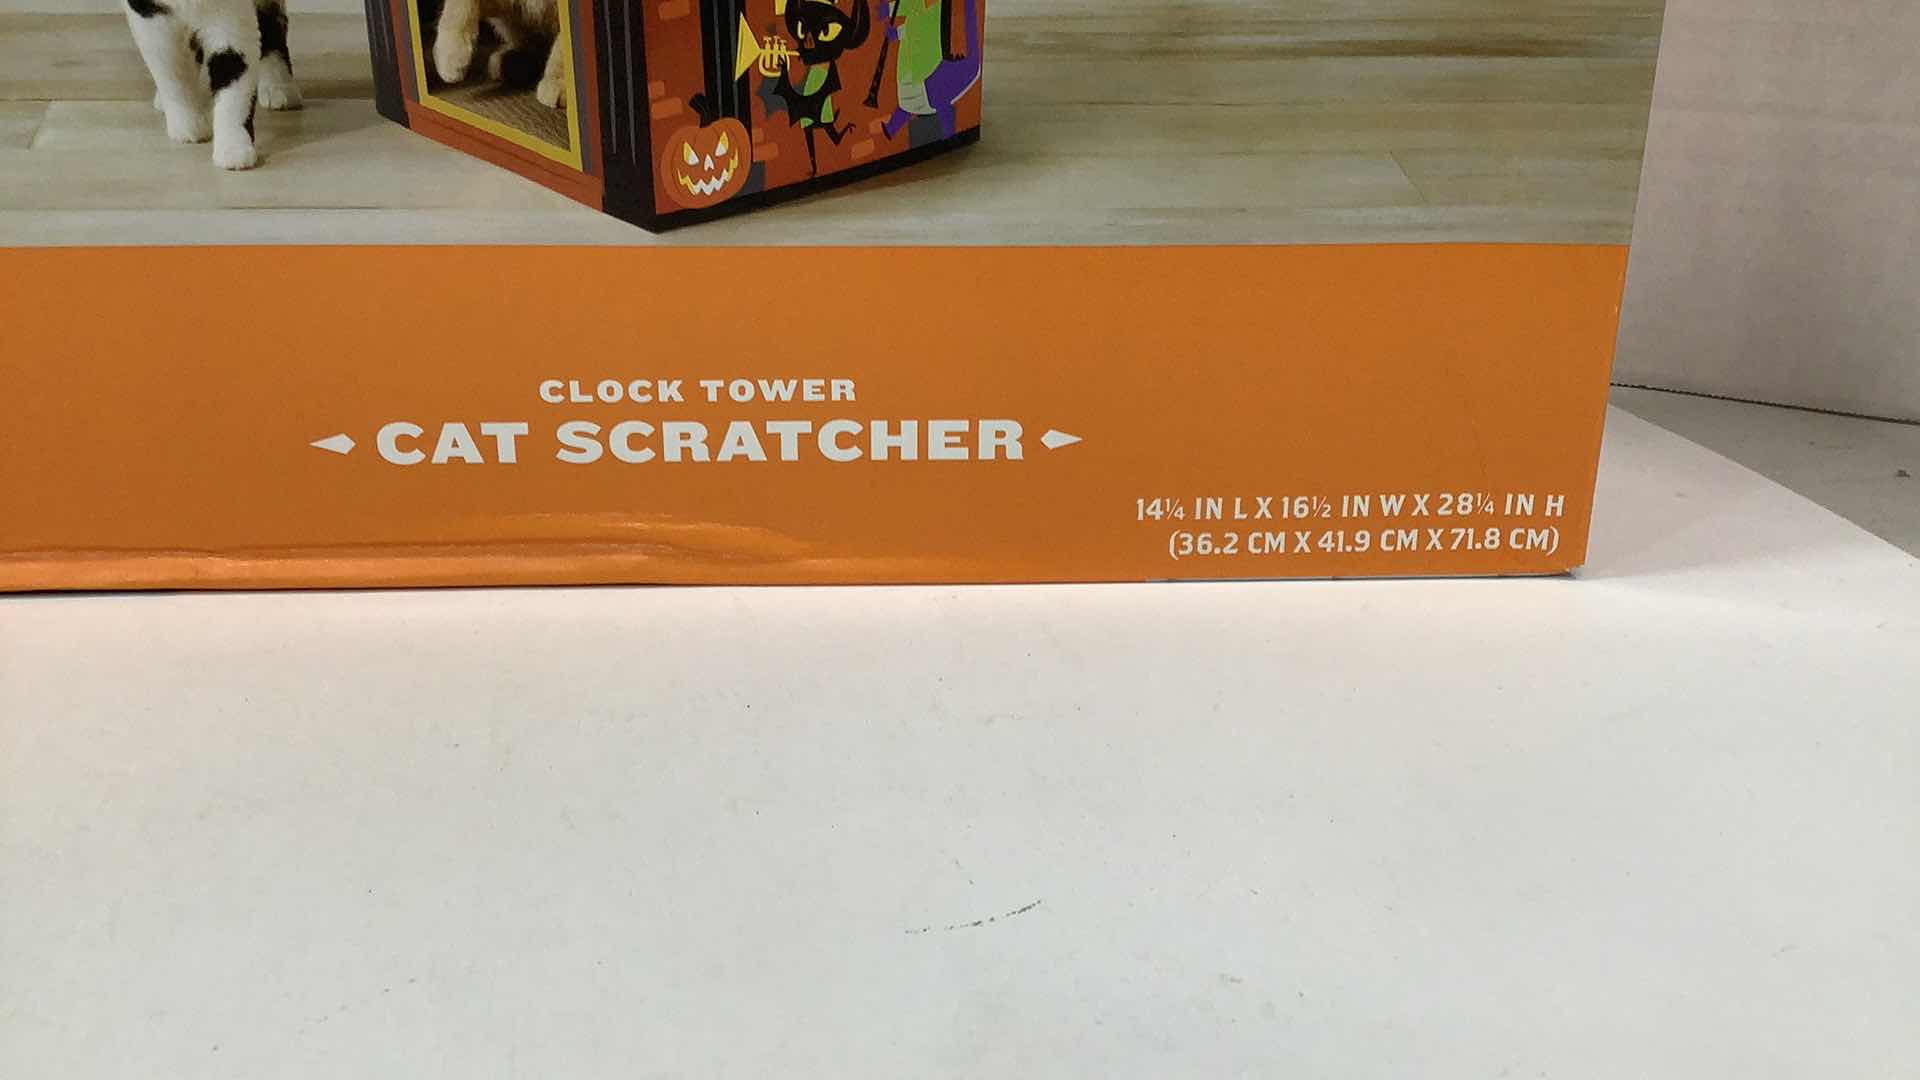 CLOCK TOWER
CAT SCRATCHER
14¼ IN L X 16½ IN W X 28¼ IN H
(36.2 CM X 41.9 CM X 71.8 CM)